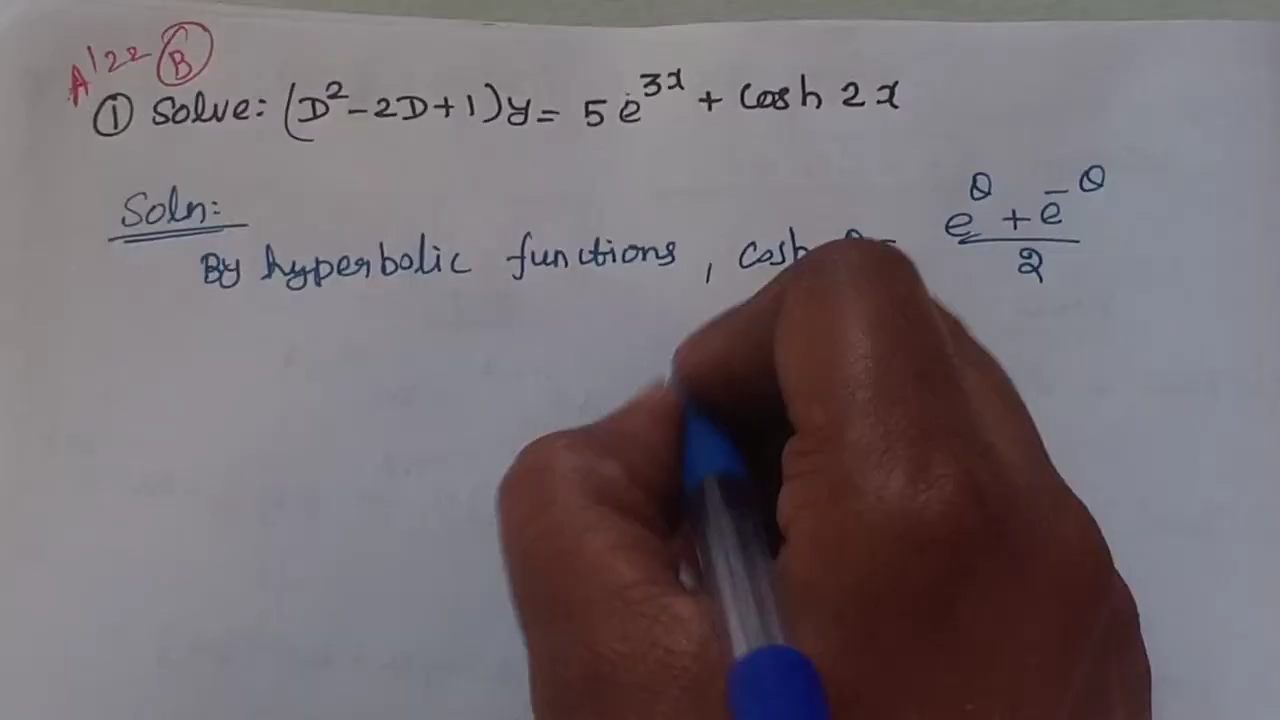 A'22 B
① Solve: (D²-2D+1)y = 5e^3x + cosh 2x
Soln:
By hyperbolic functions, cosh = e^θ + e^-θ / 2